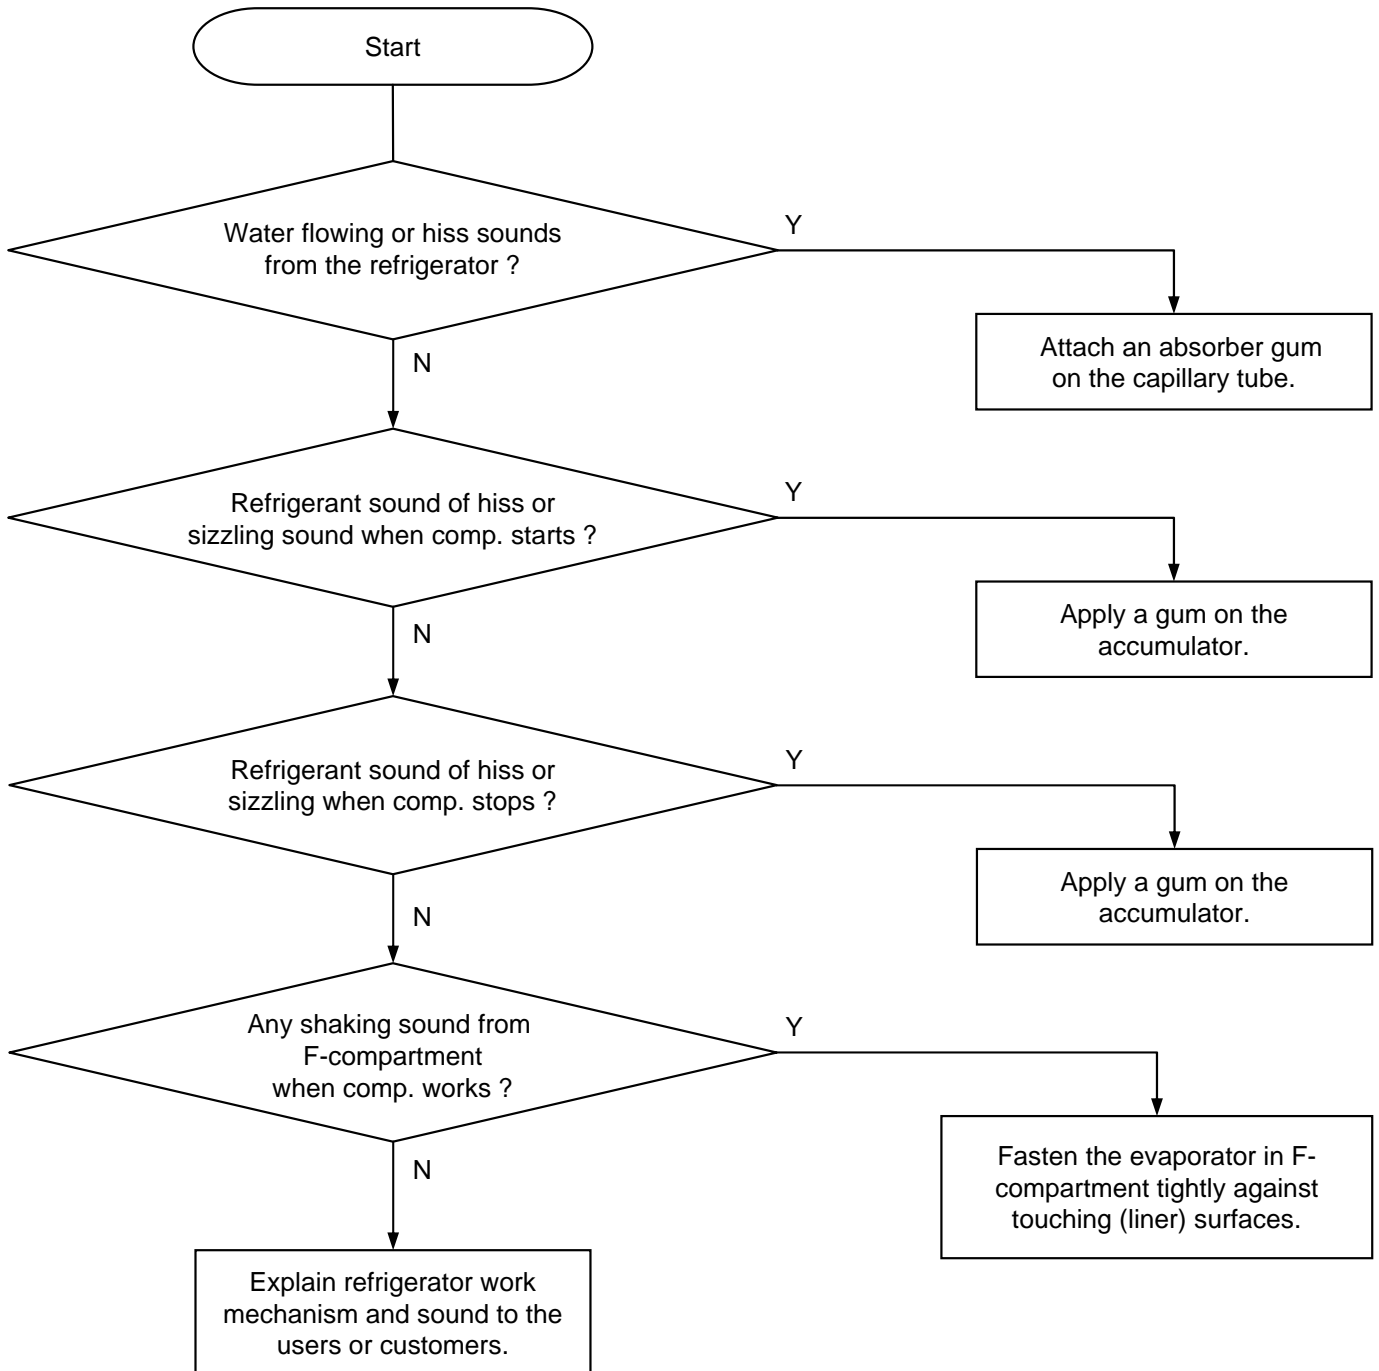 Start
Water flowing or hiss sounds
from the refrigerator ?
Y
Attach an absorber gum
on the capillary tube.
N
Refrigerant sound of hiss or
sizzling sound when comp. starts ?
Y
Apply a gum on the
accumulator.
N
Refrigerant sound of hiss or
sizzling when comp. stops ?
Y
Apply a gum on the
accumulator.
N
Any shaking sound from
F-compartment
when comp. works ?
Y
Fasten the evaporator in F-
compartment tightly against
touching (liner) surfaces.
N
Explain refrigerator work
mechanism and sound to the
users or customers.